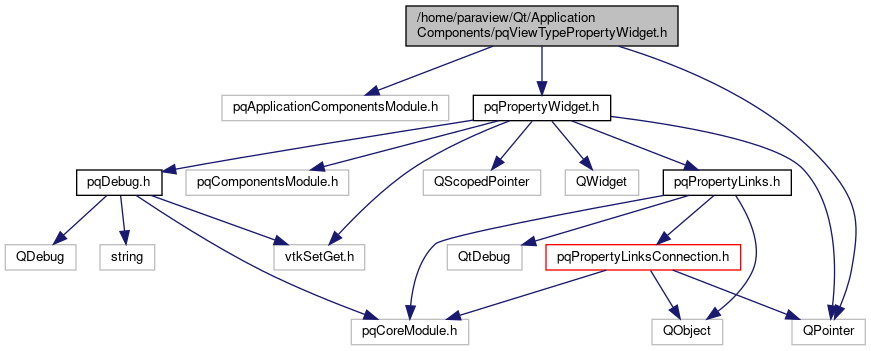 /home/paraview/Qt/Application
Components/pqViewTypePropertyWidget.h
pqApplicationComponentsModule.h
pqPropertyWidget.h
pqDebug.h
pqComponentsModule.h
QScopedPointer
QWidget
pqPropertyLinks.h
QDebug
string
vtkSetGet.h
QtDebug
pqPropertyLinksConnection.h
pqCoreModule.h
QObject
QPointer